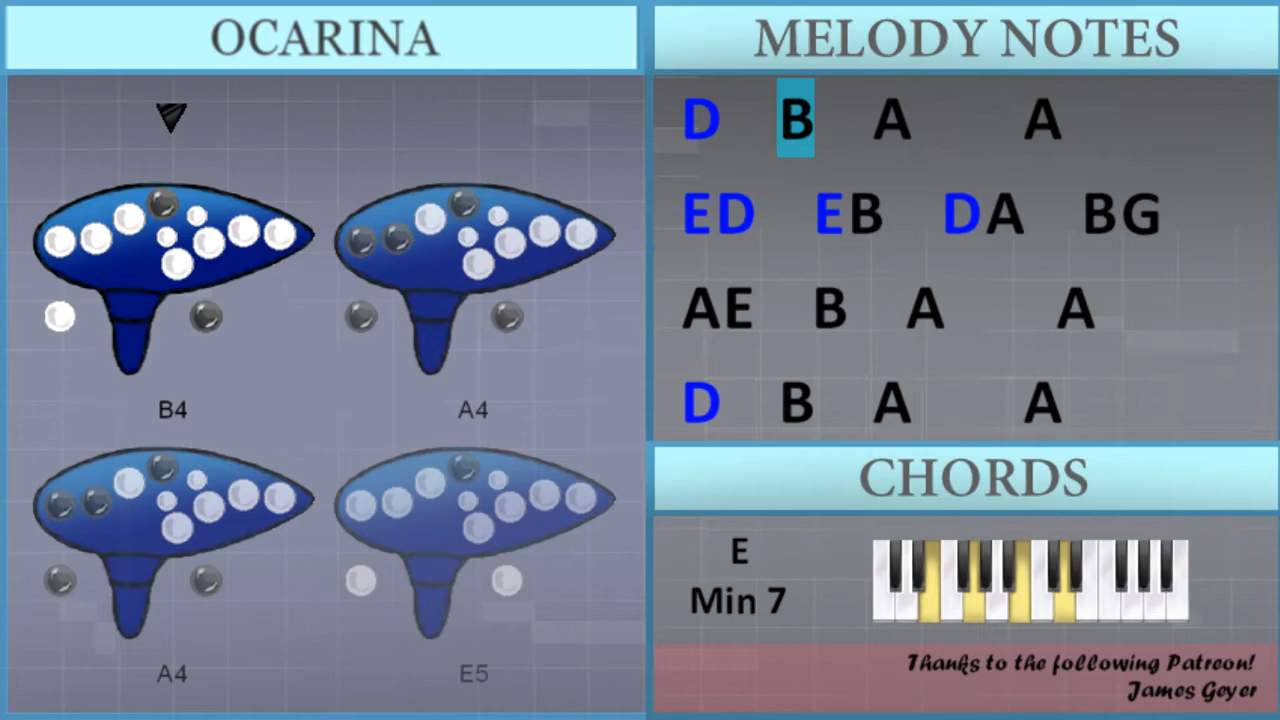 OCARINA
B4
A4
A4
E5
MELODY NOTES
D B A A
ED EB DA BG
AE B A A
D B A A
CHORDS
E
Min 7
Thanks to the following Patreon!
James Geyer